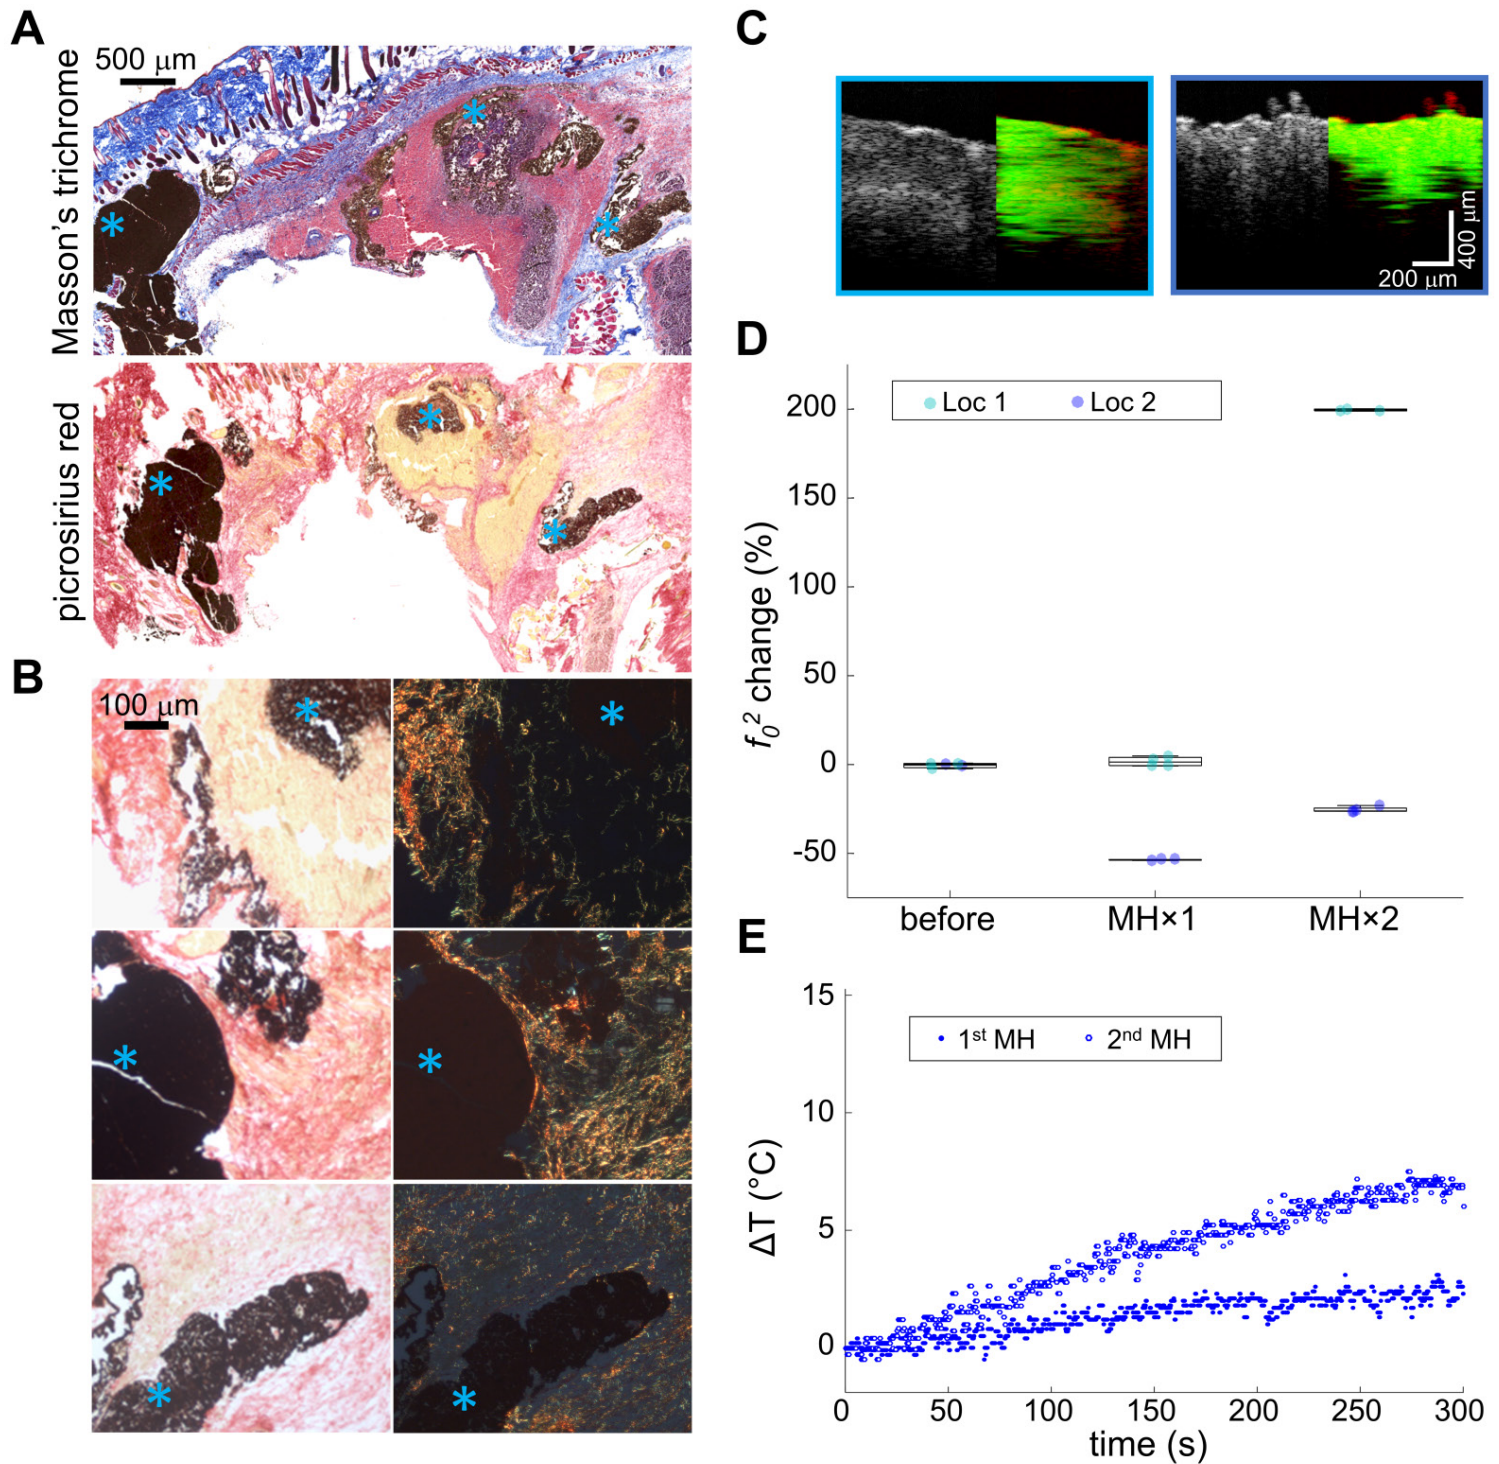 A
Masson's trichrome
500 μm
picrosirius red
B
100 μm
C
200 μm
400 μm
D
f₀² change (%)
200
150
100
50
0
-50
Loc 1
Loc 2
before
MH×1
MH×2
E
ΔT (°C)
15
10
5
0
1st MH
2nd MH
0
50
100
150
200
250
300
time (s)